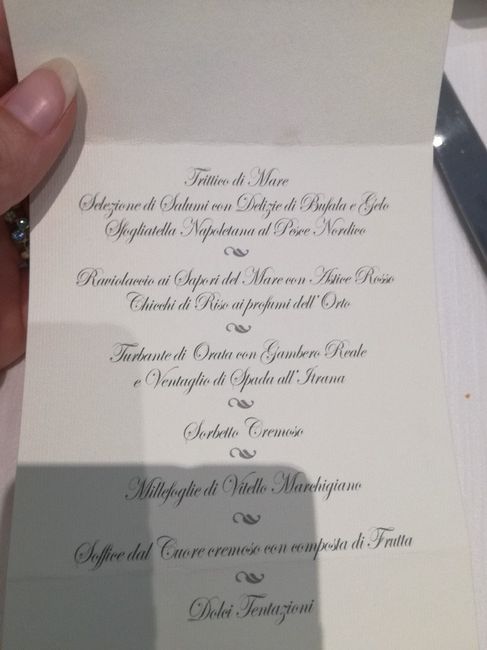 Trittico di Mare
Selezione di Salumi con Delizie di Bufala e Gelo
Sfogliatella Napoletana al Pesce Nordico
Raviolaccio ai Sapori del Mare con Astice Rosso
Chicchi di Riso ai profumi dell'Orto
Turbante di Orata con Gambero Reale
e Ventaglio di Spada all'Itrana
Sorbetto Cremoso
Millefoglie di Vitello Marchigiano
Soffice dal Cuore cremoso con composta di Frutta
Dolci Tentazioni